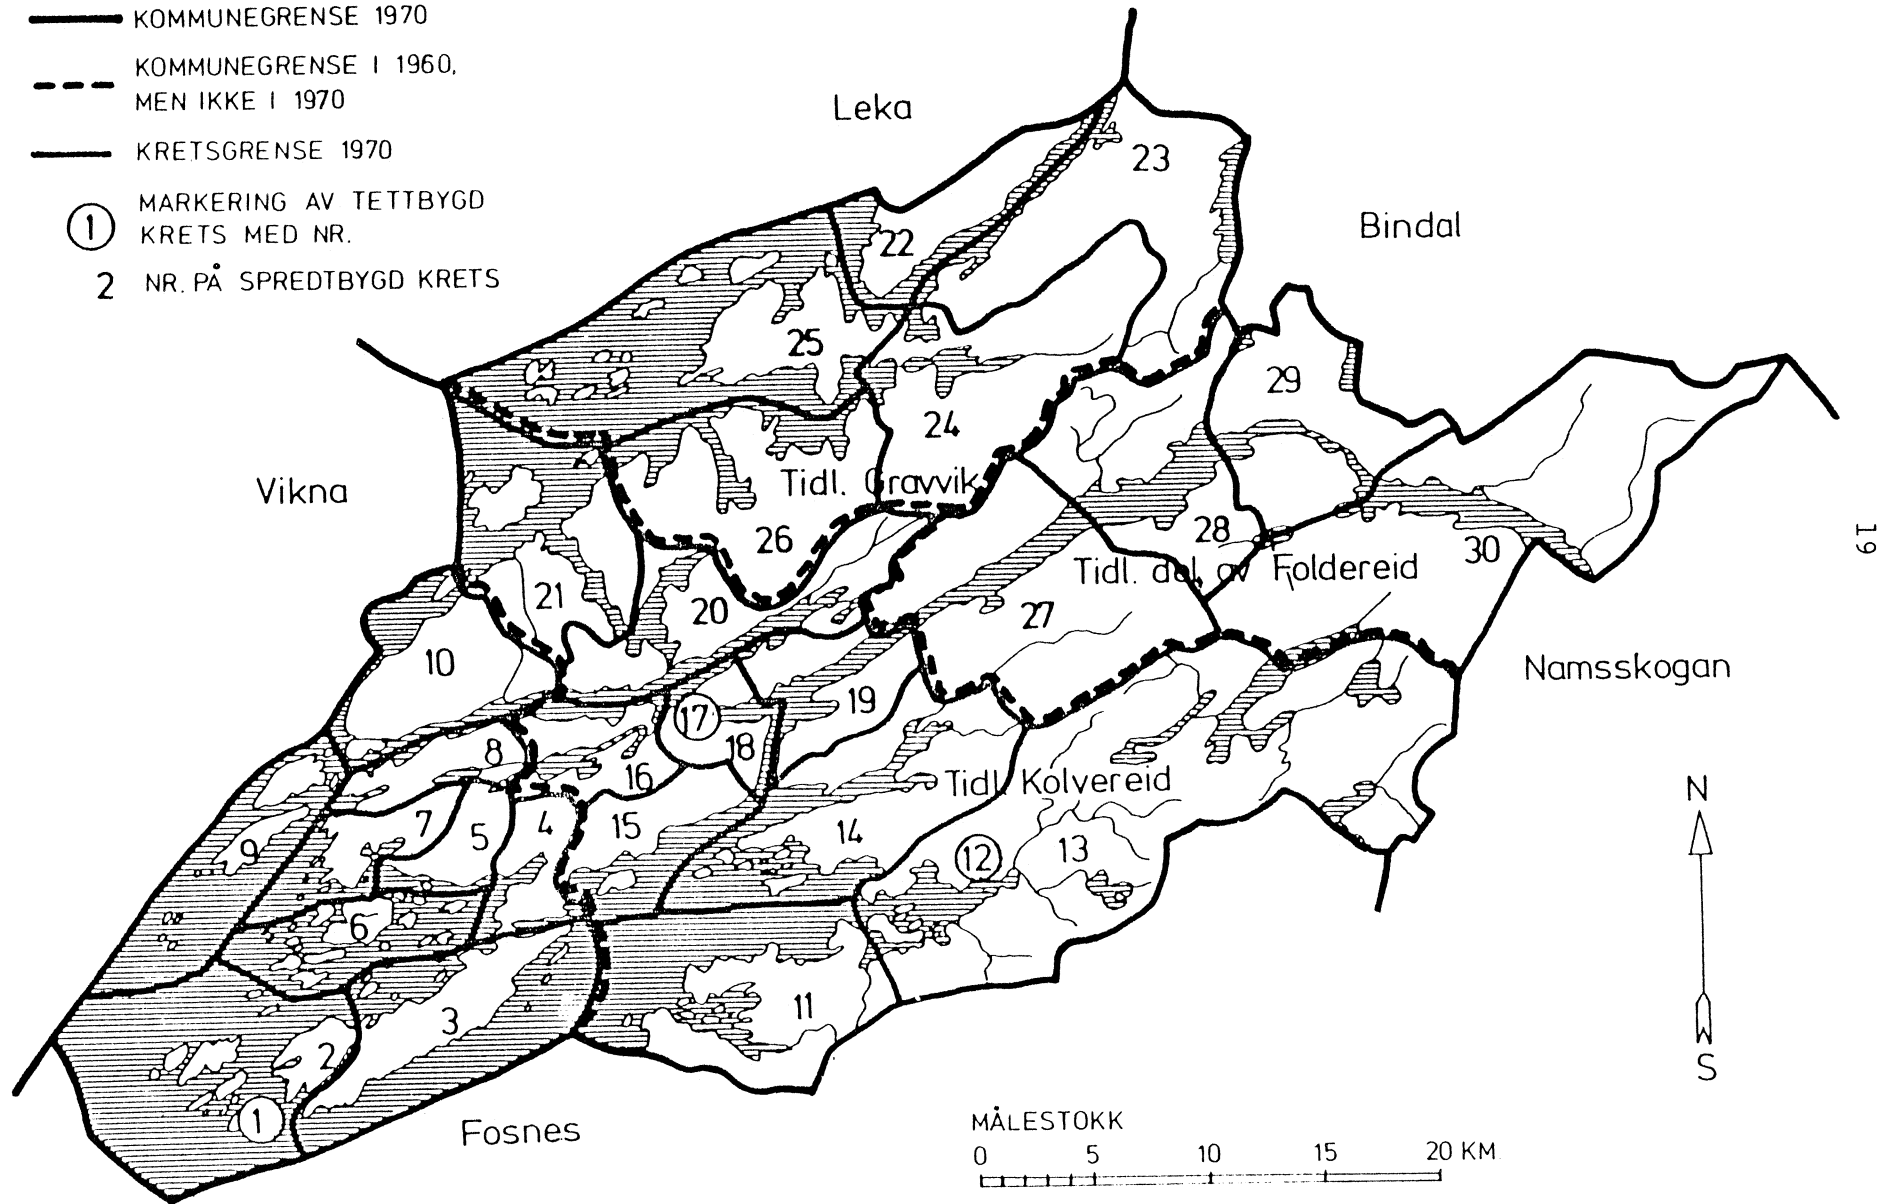 KOMMUNEGRENSE 1970
KOMMUNEGRENSE I 1960,
MEN IKKE I 1970
KRETSGRENSE 1970
1 MARKERING AV TETTBYGD
KRETS MED NR.
2 NR. PÅ SPREDTBYGD KRETS
Leka
23
Bindal
22
25
29
24
Vikna
Tidl. Gravvik
26
28
30
Tidl. del av Foldereid
21
20
27
10
Namsskogan
19
17
18
8
16
Tidl. Kolvereid
7
5
4
15
14
9
12
13
6
11
3
2
1
Fosnes
N
S
MÅLESTOKK
0 5 10 15 20 KM.
19